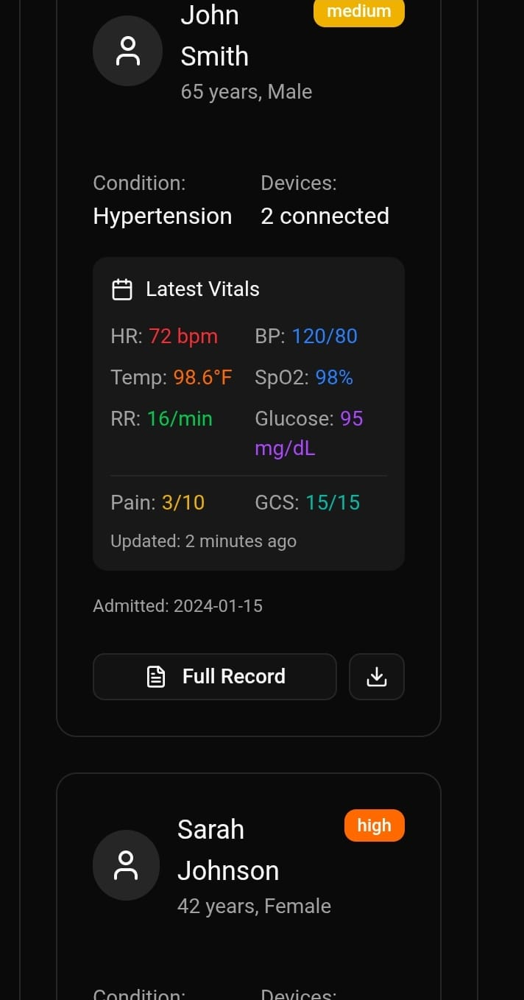 John
medium
Smith
65 years, Male
Condition:
Devices:
Hypertension
2 connected
Latest Vitals
HR: 72 bpm
BP: 120/80
Temp: 98.6°F
SpO2: 98%
RR: 16/min
Glucose: 95
mg/dL
Pain: 3/10
GCS: 15/15
Updated: 2 minutes ago
Admitted: 2024-01-15
Full Record
Sarah
high
Johnson
42 years, Female
Condition:
Devices: